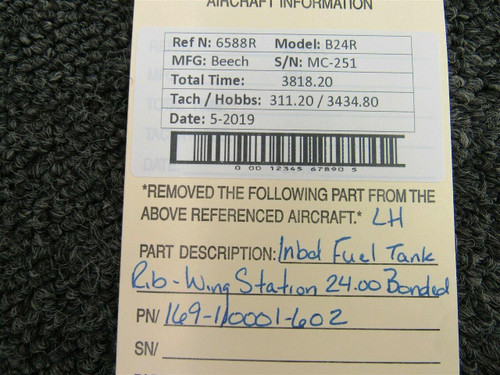 AIRCRAFT INFORMATION
Ref N: 6588R Model: B24R
MFG: Beech S/N: MC-251
Total Time: 3818.20
Tach / Hobbs: 311.20 / 3434.80
Date: 5-2019
0 00 12345 67890 5
*REMOVED THE FOLLOWING PART FROM THE
ABOVE REFERENCED AIRCRAFT.* LH
PART DESCRIPTION: Inbd Fuel Tank
Rib-Wing Station 24.00 Bonded
PN/ 169-110001-602
SN/